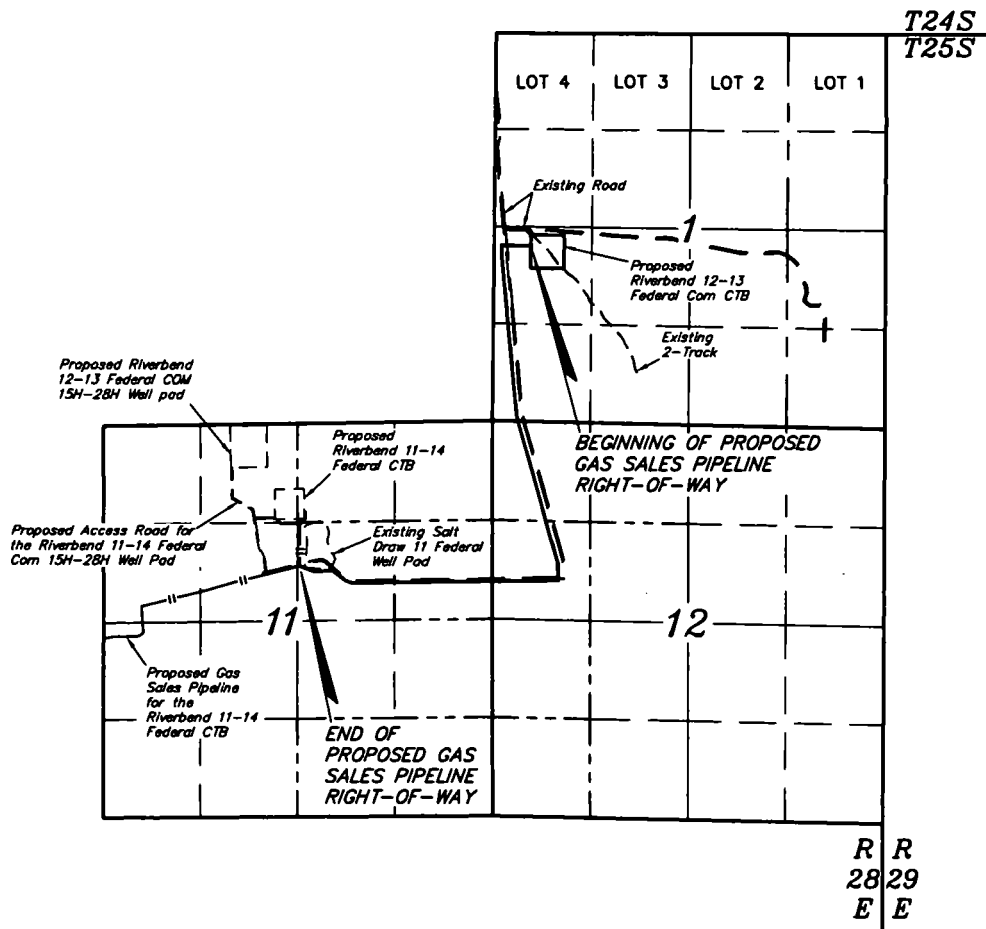 T24S
T25S
LOT 4
LOT 3
LOT 2
LOT 1
Existing Road
1
Proposed
Riverbend 12-13
Federal Com CTB
Existing
2-Track
Proposed Riverbend
12-13 Federal COM
15H-28H Well pad
Proposed
Riverbend 11-14
Federal CTB
BEGINNING OF PROPOSED
GAS SALES PIPELINE
RIGHT-OF-WAY
Proposed Access Road for
the Riverbend 11-14 Federal
Com 15H-28H Well Pad
Existing Salt
Draw 11 Federal
Well Pad
11
12
Proposed Gas
Sales Pipeline
for the
Riverbend 11-14
Federal CTB
END OF
PROPOSED GAS
SALES PIPELINE
RIGHT-OF-WAY
R R
28 29
E E